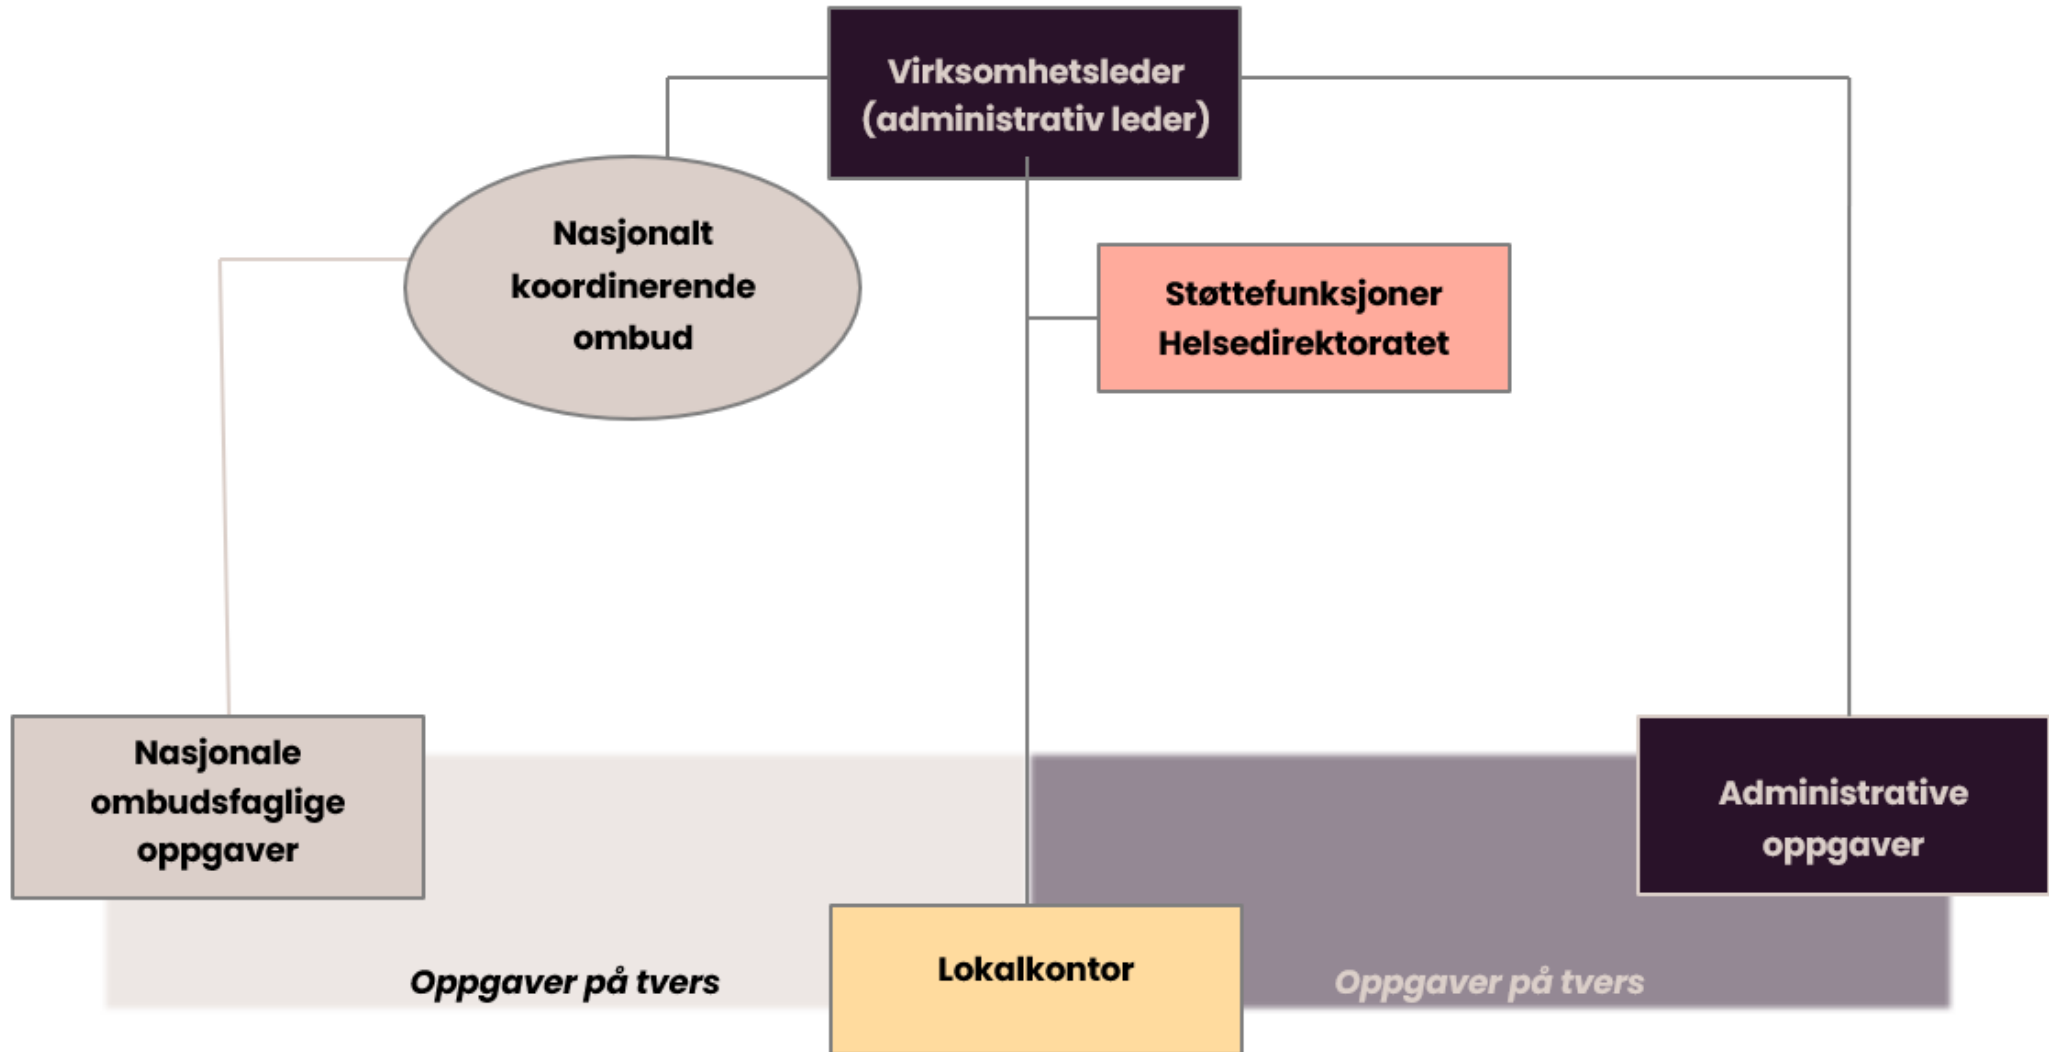 Virksomhetsleder
(administrativ leder)
Nasjonalt
koordinerende
ombud
Støttefunksjoner
Helsedirektoratet
Nasjonale
ombudsfaglige
oppgaver
Administrative
oppgaver
Oppgaver på tvers
Lokalkontor
Oppgaver på tvers